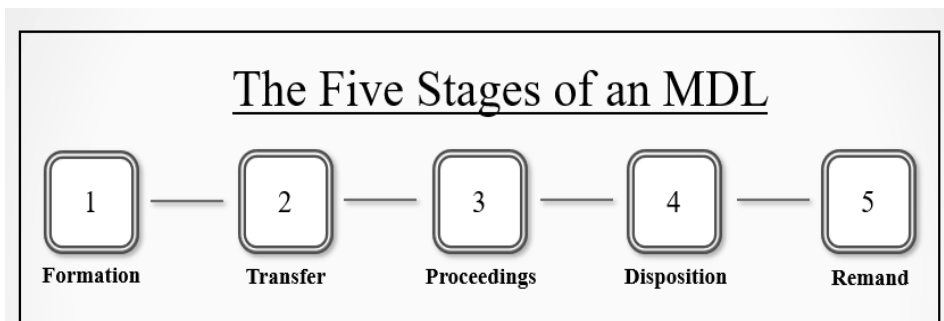 The Five Stages of an MDL
1 2 3 4 5
Formation Transfer Proceedings Disposition Remand